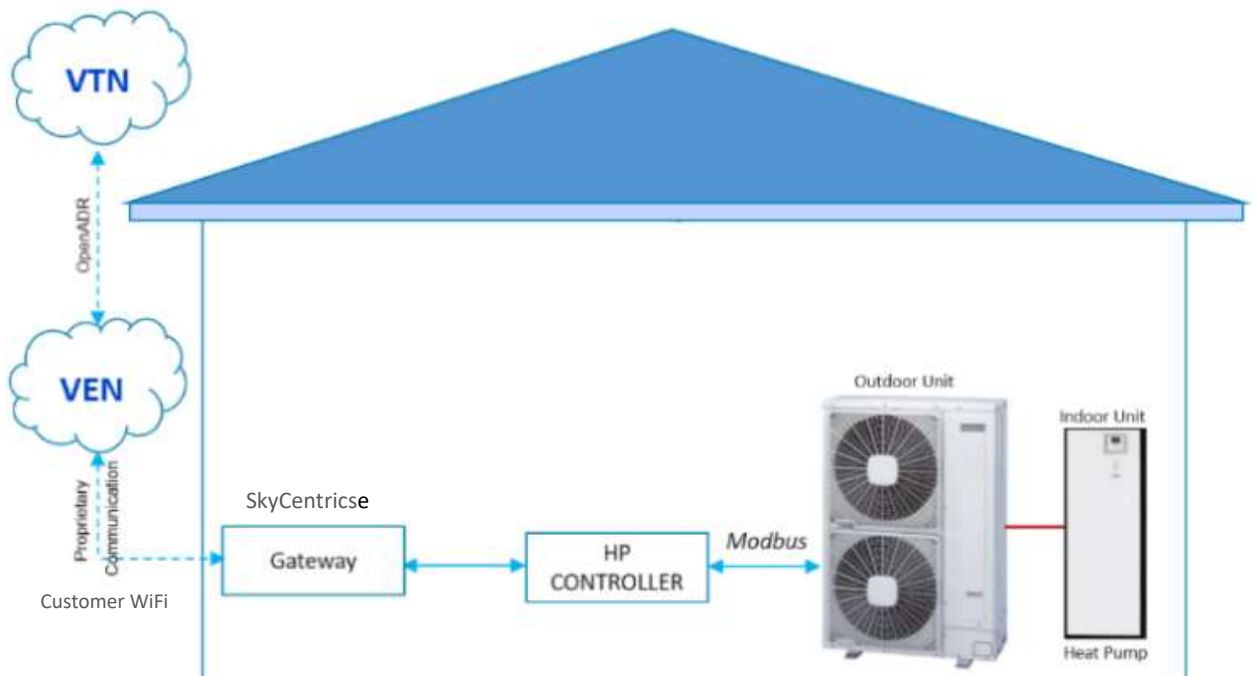 VTN
OpenADR
VEN
Proprietary
Communication
Customer WiFi
SkyCentricse
Gateway
HP
CONTROLLER
Modbus
Outdoor Unit
Indoor Unit
Heat Pump